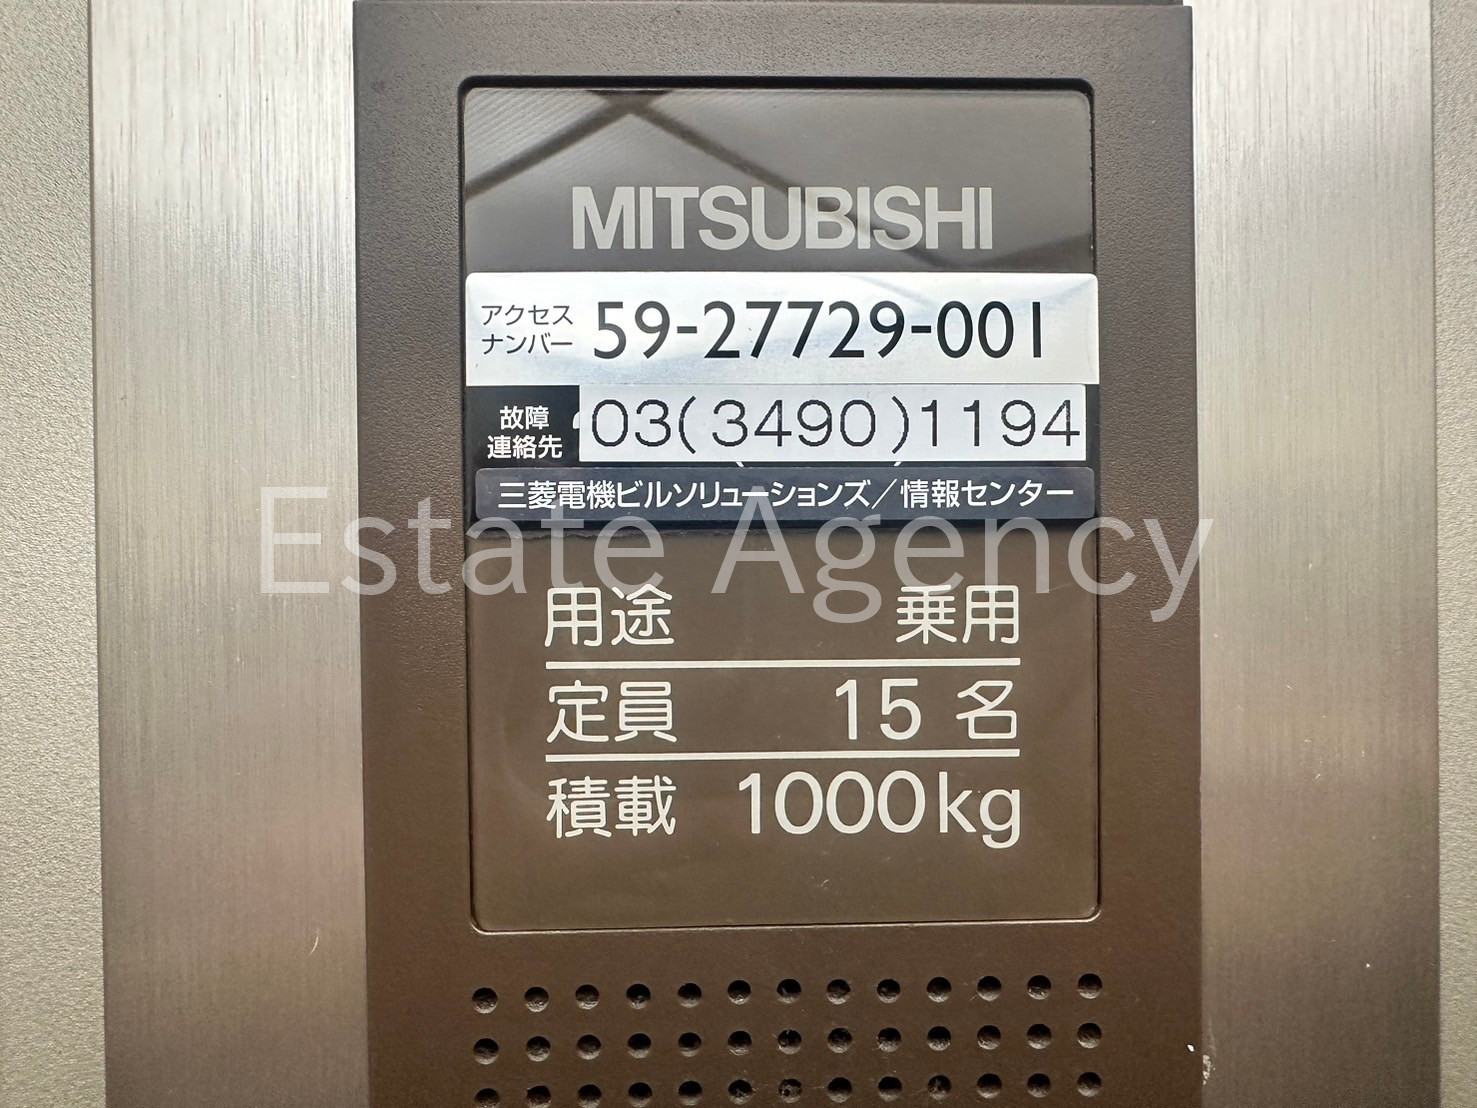 MITSUBISHI
アクセス
ナンバー
59-27729-001
故障
連絡先
03(3490)1194
三菱電機ビルソリューションズ／情報センター
Estate Agency
用途 乗用
定員 15名
積載 1000kg